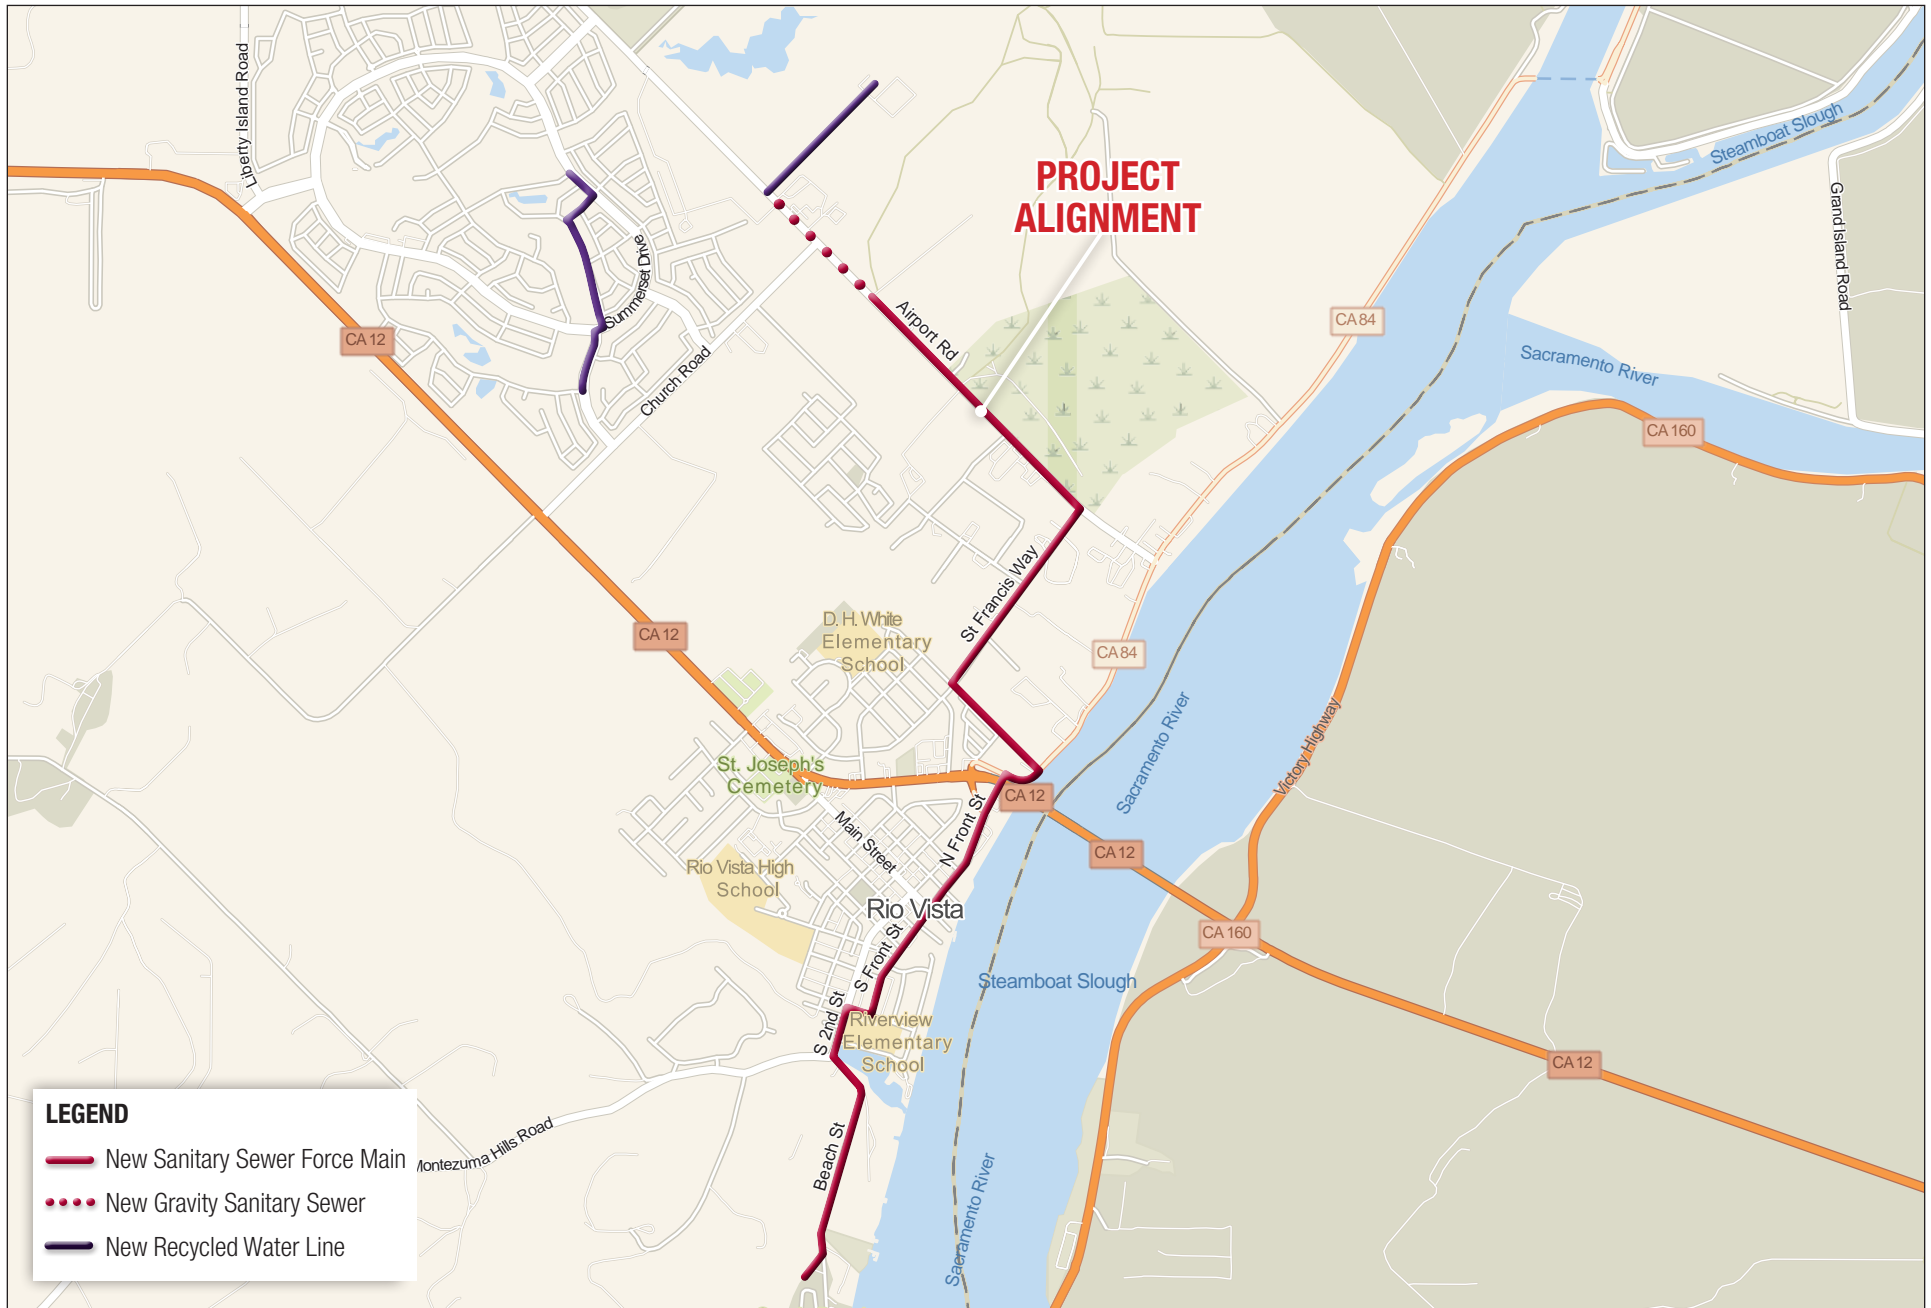 Liberty Island Road
Steamboat Slough
PROJECT
ALIGNMENT
Grand Island Road
Summerset Drive
Airport Rd
CA 84
CA 12
Sacramento River
Church Road
CA 160
St Francis Way
D. H. White
Elementary
School
CA 12
CA 84
Sacramento River
Victory Highway
St. Joseph's
Cemetery
CA 12
N Front St
Main Street
CA 12
Rio Vista High
School
Rio Vista
CA 160
S Front St
Steamboat Slough
S 2nd St
Riverview
Elementary
School
CA 12
LEGEND
New Sanitary Sewer Force Main
New Gravity Sanitary Sewer
New Recycled Water Line
Montezuma Hills Road
Beach St
Sacramento River